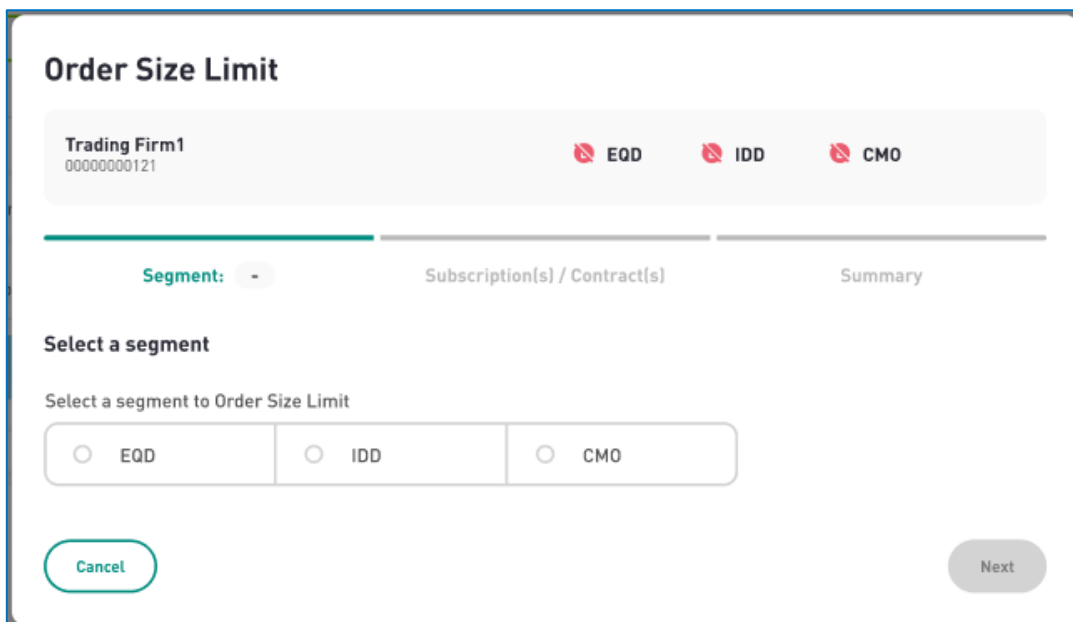 Order Size Limit
Trading Firm1
00000000121
EQD IDD CMO
Segment: - Subscription(s) / Contract(s) Summary
Select a segment
Select a segment to Order Size Limit
EQD IDD CMO
Cancel Next